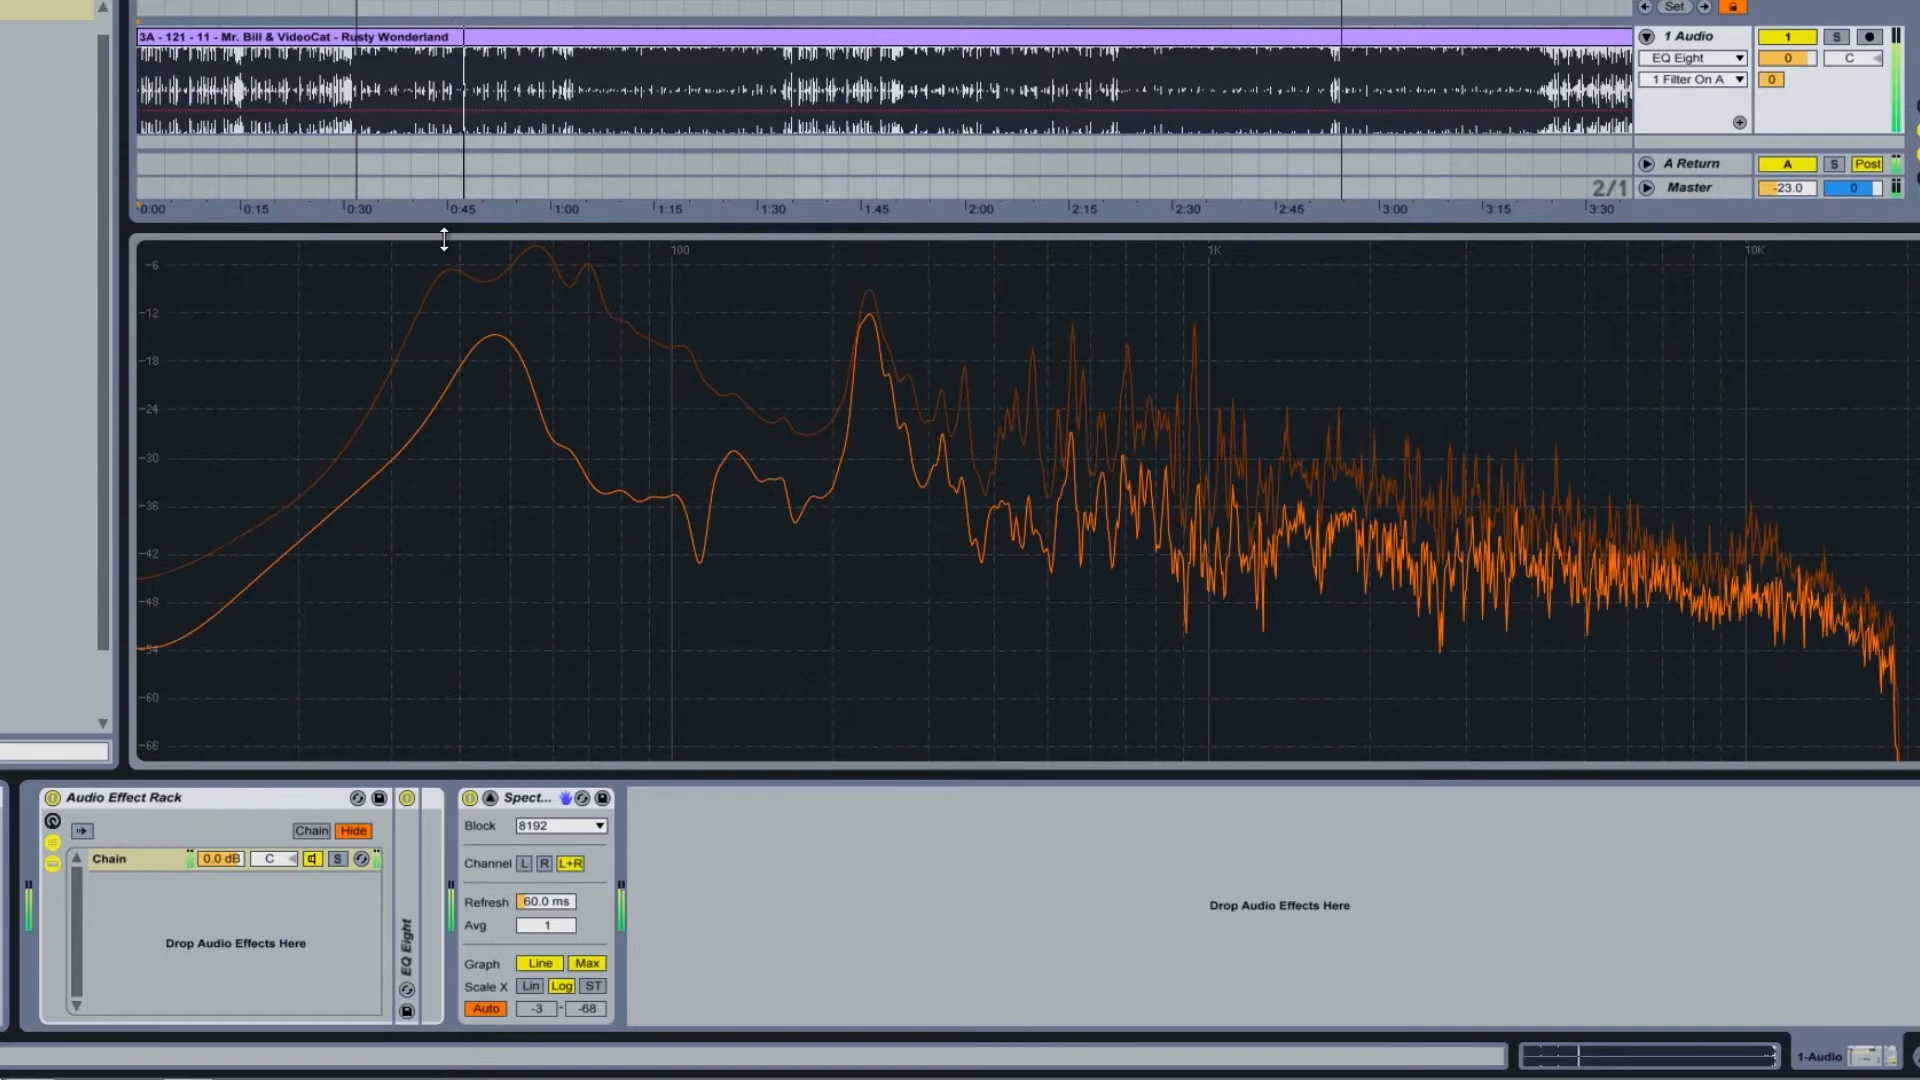 Set
3A - 121 - 11 - Mr. Bill & VideoCat - Rusty Wonderland
1 Audio
1
S
EQ Eight
0
C
1 Filter On A
0
A Return
A
S
Post
2/1
Master
-23.0
0
0:00
0:15
0:30
0:45
1:00
1:15
1:30
1:45
2:00
2:15
2:30
2:45
3:00
3:15
3:30
100
1K
10K
-6
-12
-18
-24
-30
-36
-42
-48
-54
-60
-66
Audio Effect Rack
Chain
Hide
Chain
0.0 dB
C
S
Drop Audio Effects Here
EQ Eight
Spect...
Block
8192
Channel
L
R
L+R
Refresh
60.0 ms
Avg
1
Graph
Line
Max
Scale X
Lin
Log
ST
Auto
-3
-
-68
Drop Audio Effects Here
1-Audio